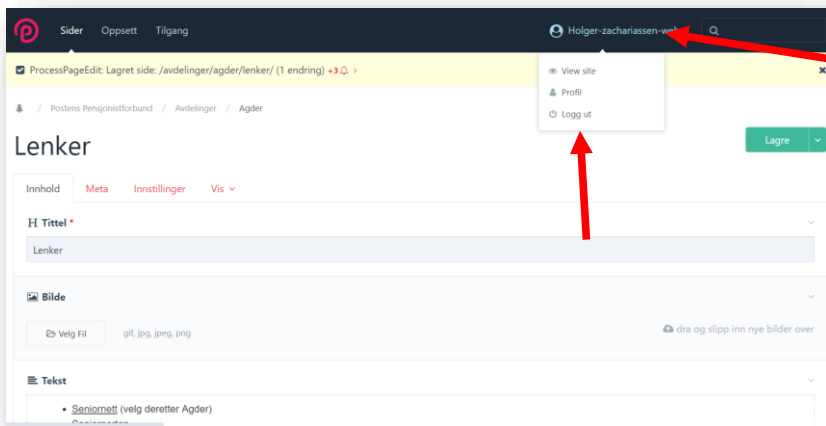 Sider Oppsett Tilgang Holger-zachariassen-web
ProcessPageEdit: Lagret side: /avdelinger/agder/lenker/ (1 endring) +3 >
View site
Profil
Logg ut
/ Postens Pensjonistforbund / Avdelinger / Agder
Lenker
Lagre
Innhold Meta Innstillinger Vis
H Tittel *
Lenker
Bilde
Velg Fil gif, jpg, jpeg, png dra og slipp inn nye bilder over
Tekst
• Seniornett (velg deretter Agder)